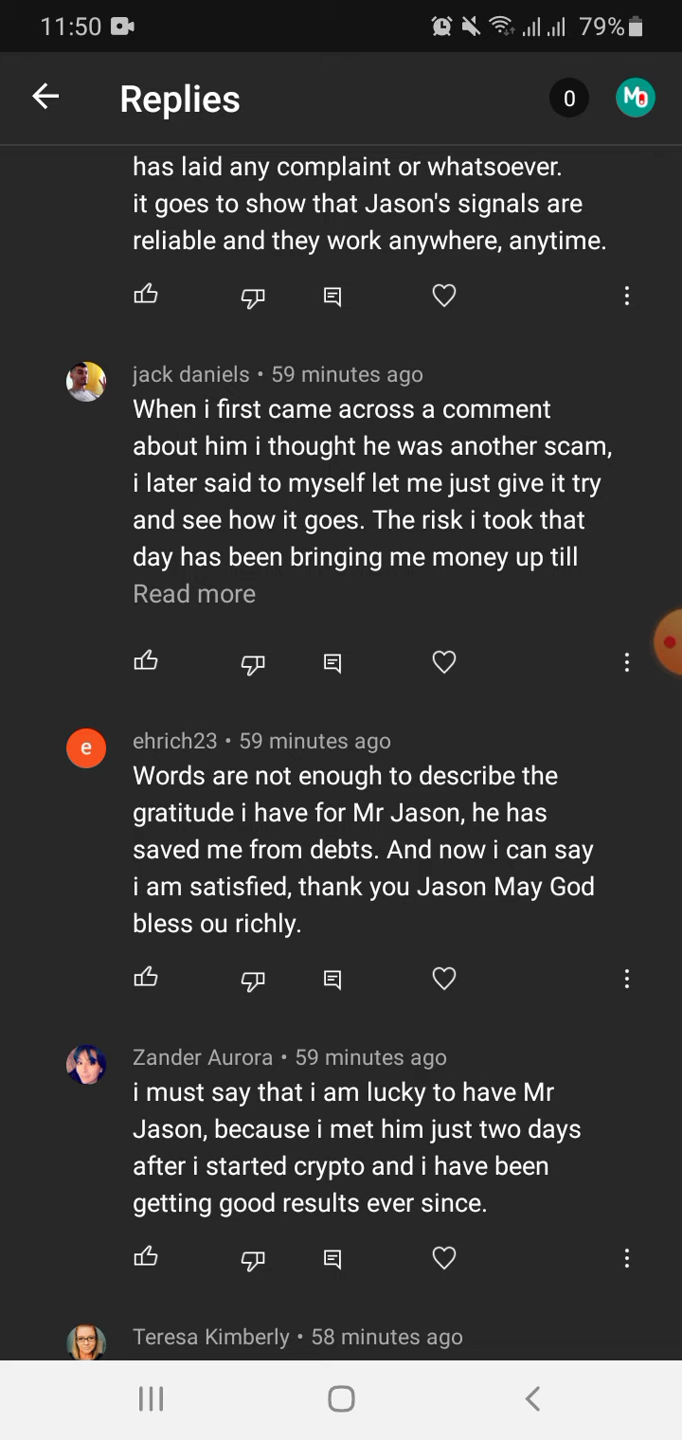 11:50 79%
Replies 0 MO
has laid any complaint or whatsoever.
it goes to show that Jason's signals are
reliable and they work anywhere, anytime.
jack daniels • 59 minutes ago
When i first came across a comment
about him i thought he was another scam,
i later said to myself let me just give it try
and see how it goes. The risk i took that
day has been bringing me money up till
Read more
e ehrich23 • 59 minutes ago
Words are not enough to describe the
gratitude i have for Mr Jason, he has
saved me from debts. And now i can say
i am satisfied, thank you Jason May God
bless ou richly.
Zander Aurora • 59 minutes ago
i must say that i am lucky to have Mr
Jason, because i met him just two days
after i started crypto and i have been
getting good results ever since.
Teresa Kimberly • 58 minutes ago